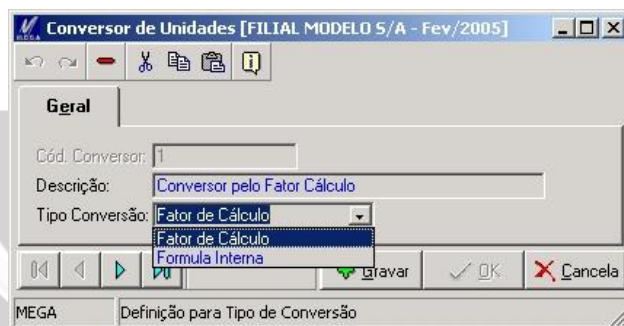 MEGA Conversor de Unidades [FILIAL MODELO S/A - Fev/2005]
Geral
Cód. Conversor: 1
Descrição: Conversor pelo Fator Cálculo
Tipo Conversão: Fator de Cálculo
Fator de Cálculo
Formula Interna
Gravar OK Cancela
MEGA Definição para Tipo de Conversão